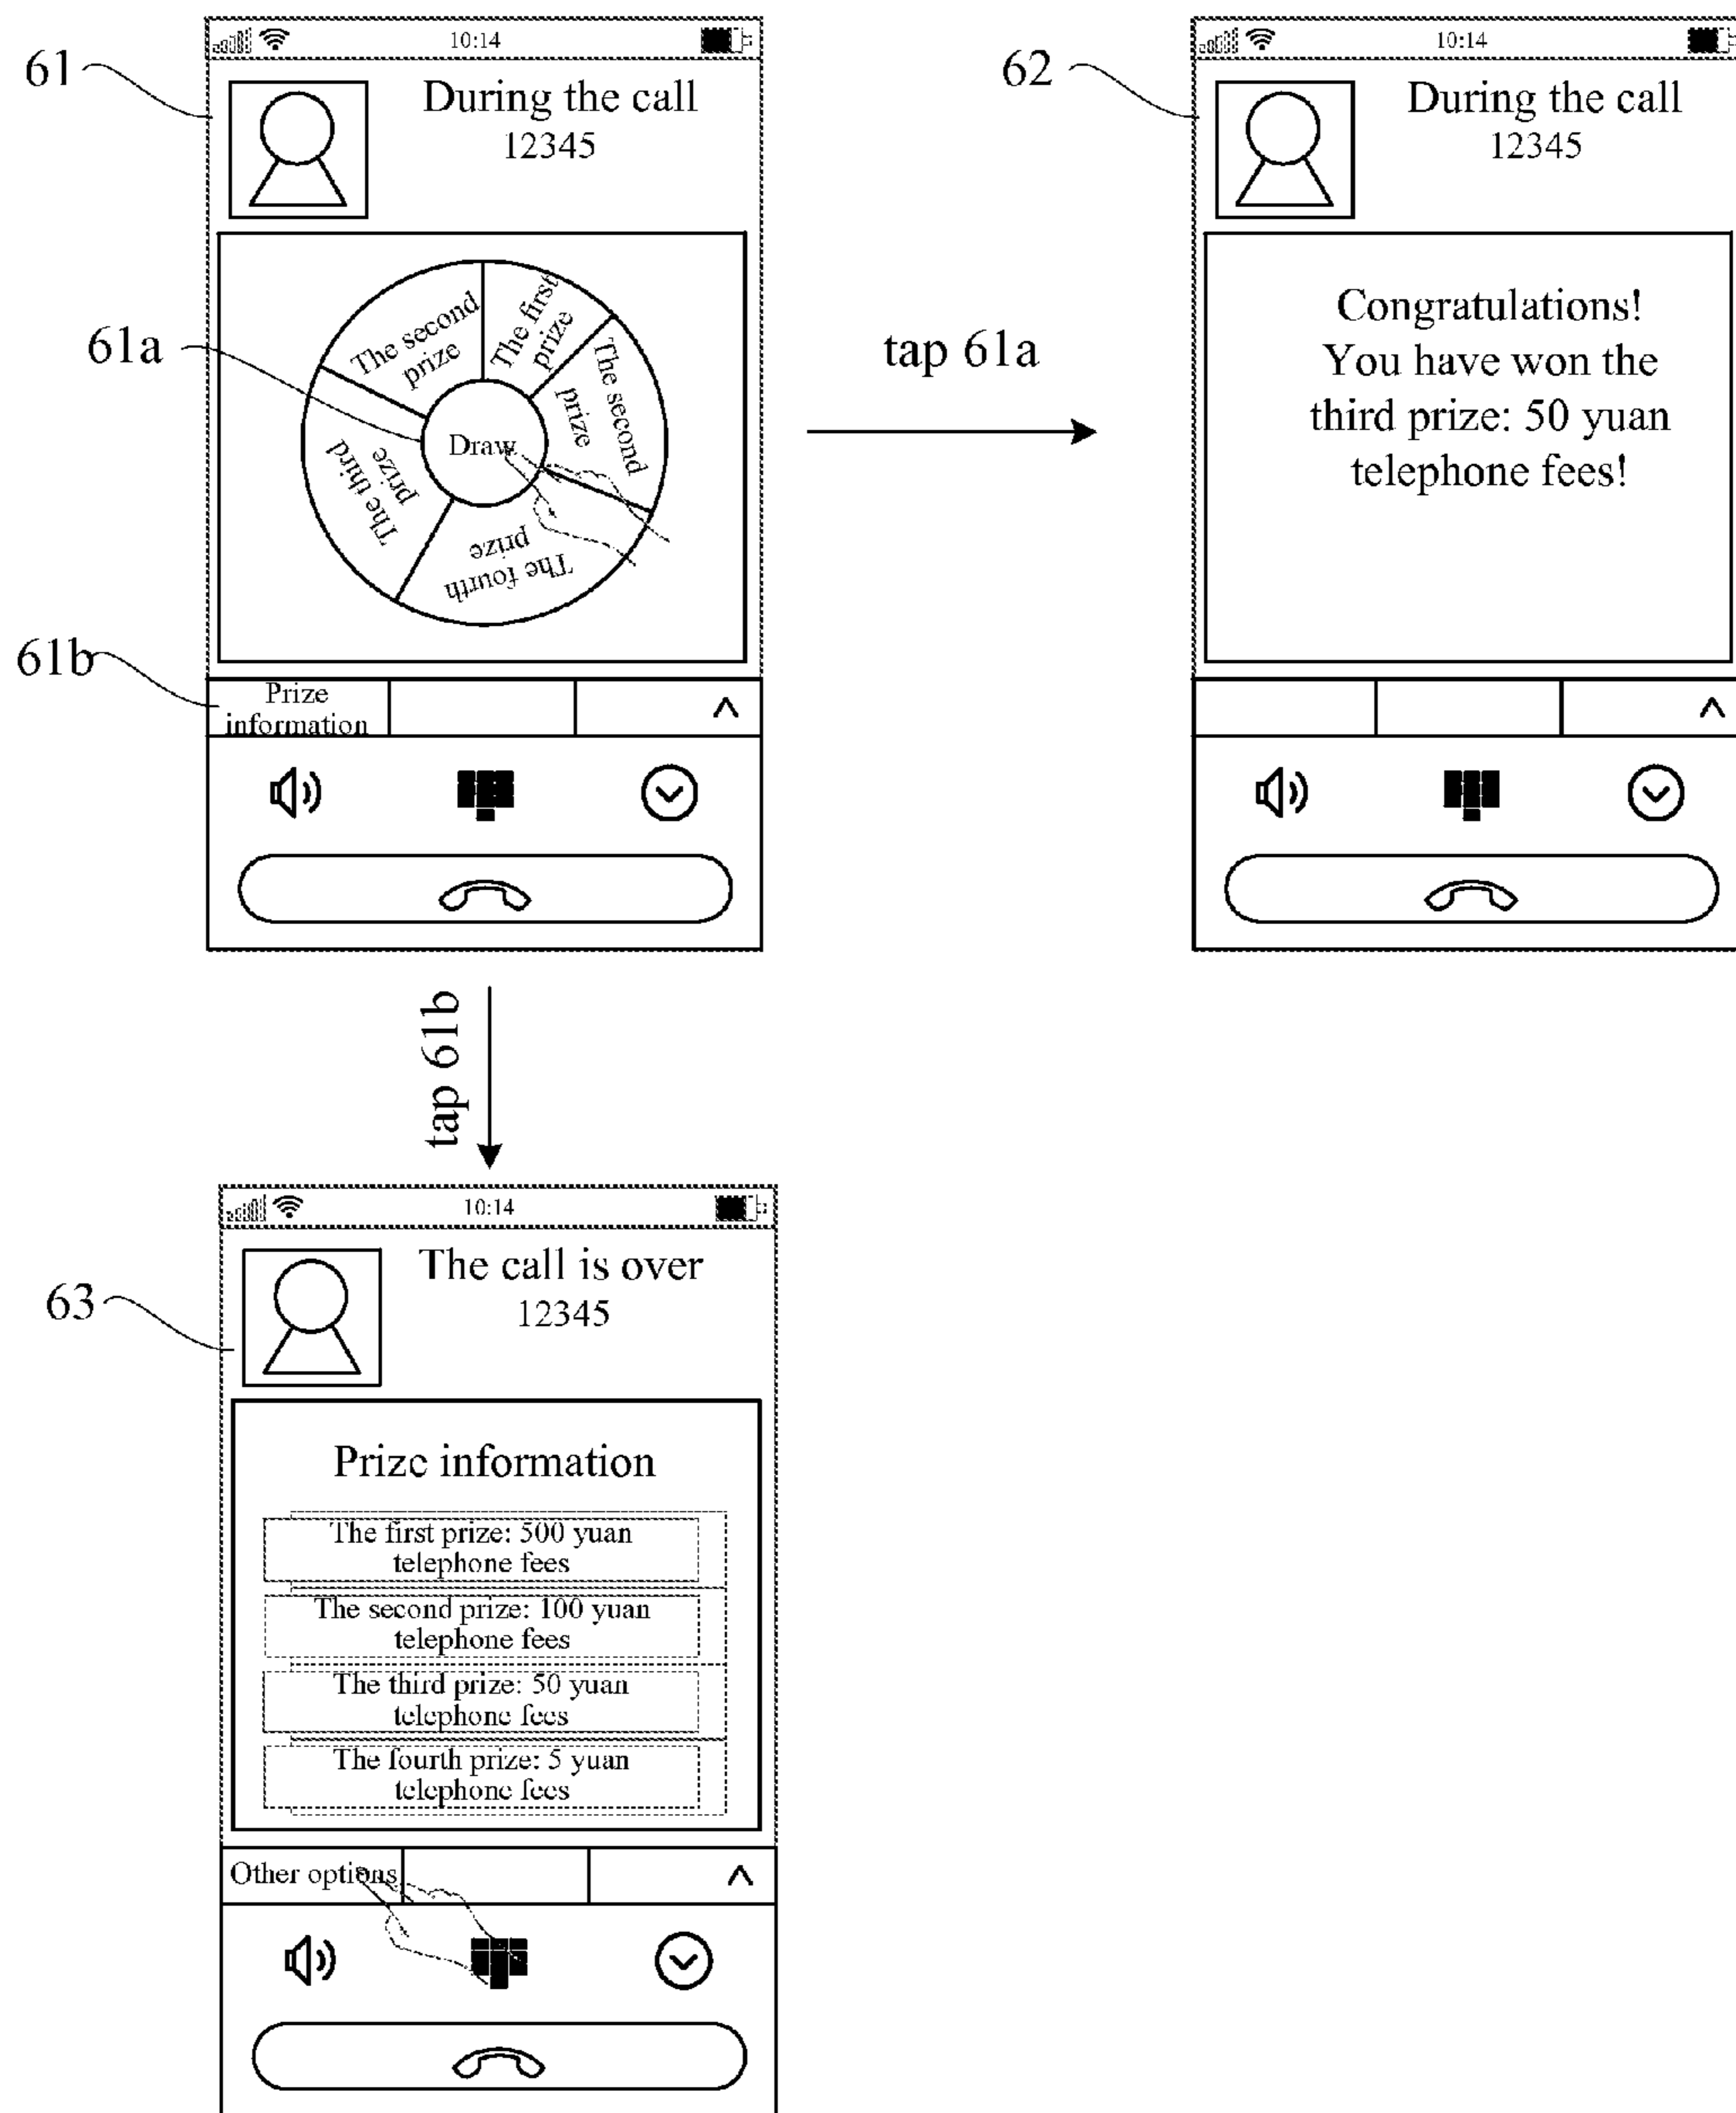 10:14
61
During the call
12345
The second
prize
The first
prize
The second
prize
The third
prize
The fourth
prize
Draw
61a
61b
Prize
information
tap 61a
10:14
62
During the call
12345
Congratulations!
You have won the
third prize: 50 yuan
telephone fees!
tap 61b
10:14
63
The call is over
12345
Prize information
The first prize: 500 yuan
telephone fees
The second prize: 100 yuan
telephone fees
The third prize: 50 yuan
telephone fees
The fourth prize: 5 yuan
telephone fees
Other options